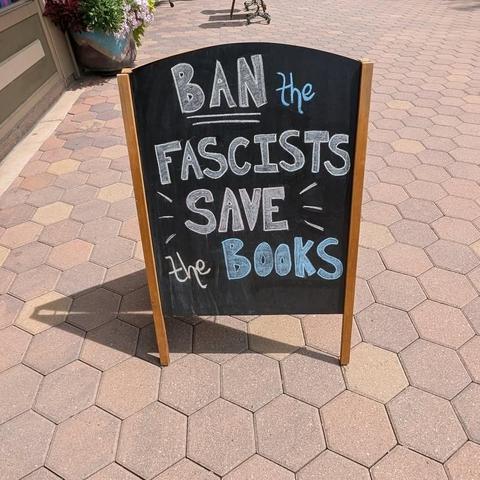 BAN the
FASCISTS
SAVE
the BOOKS